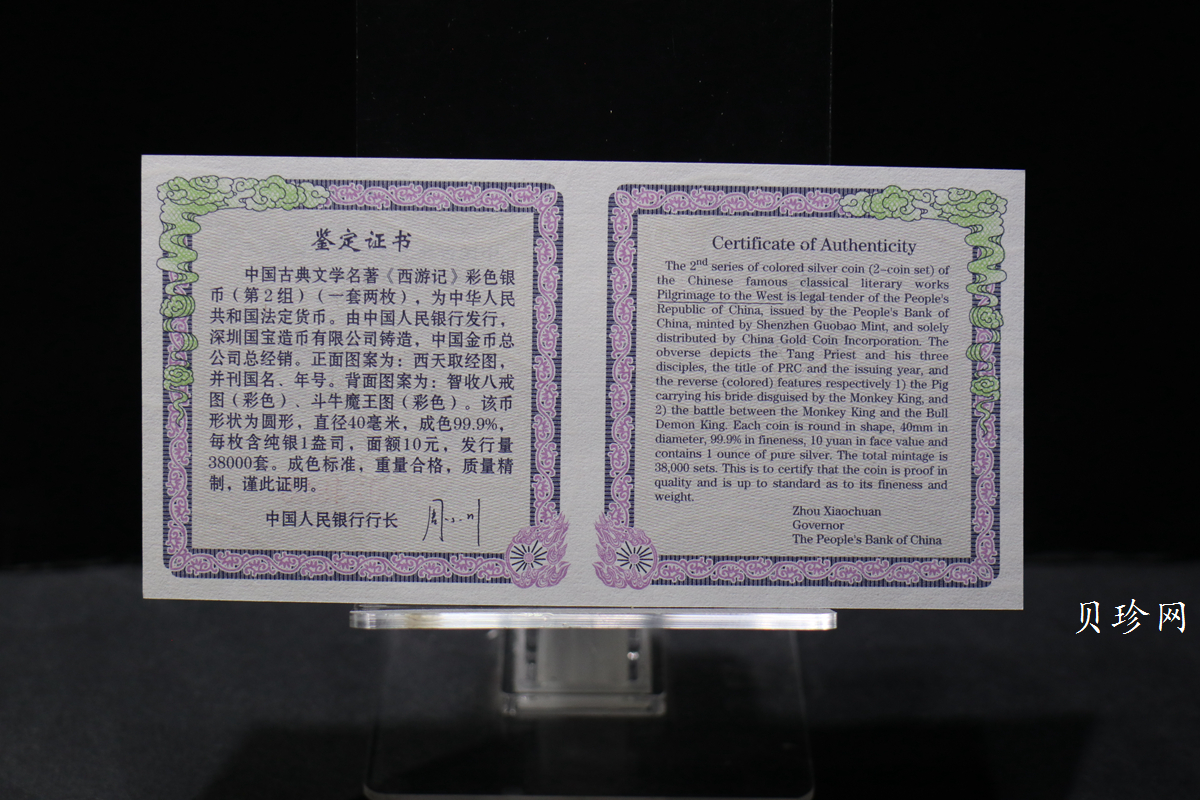 鉴定证书
中国古典文学名著《西游记》彩色银
币（第2组）（一套两枚），为中华人民
共和国法定货币。由中国人民银行发行，
深圳国宝造币有限公司铸造，中国金币总
公司总经销。正面图案为：西天取经图，
并刊国名、年号。背面图案为：智收八戒
图（彩色）、斗牛魔王图（彩色）。该币
形状为圆形，直径40毫米，成色99.9%，
每枚含纯银1盎司，面额10元，发行量
38000套。成色标准，重量合格，质量精
制，谨此证明。
中国人民银行行长 周小川
Certificate of Authenticity
The 2nd series of colored silver coin (2-coin set) of
the Chinese famous classical literary works
Pilgrimage to the West is legal tender of the People's
Republic of China, issued by the People's Bank of
China, minted by Shenzhen Guobao Mint, and solely
distributed by China Gold Coin Incorporation. The
obverse depicts the Tang Priest and his three
disciples, the title of PRC and the issuing year, and
the reverse (colored) features respectively 1) the Pig
carrying his bride disguised by the Monkey King, and
2) the battle between the Monkey King and the Bull
Demon King. Each coin is round in shape, 40mm in
diameter, 99.9% in fineness, 10 yuan in face value and
contains 1 ounce of pure silver. The total mintage is
38,000 sets. This is to certify that the coin is proof in
quality and is up to standard as to its fineness and
weight.
Zhou Xiaochuan
Governor
The People's Bank of China
贝珍网